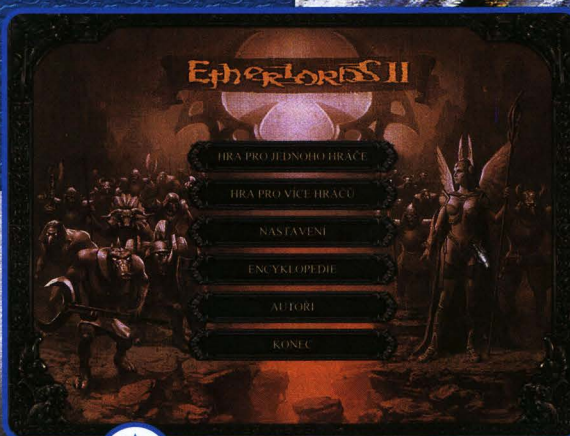 Etherlords II
HRA PRO JEDNOHO HRÁČE
HRA PRO VÍCE HRÁČŮ
NASTAVENÍ
ENCYKLOPEDIE
AUTOŘI
KONEC